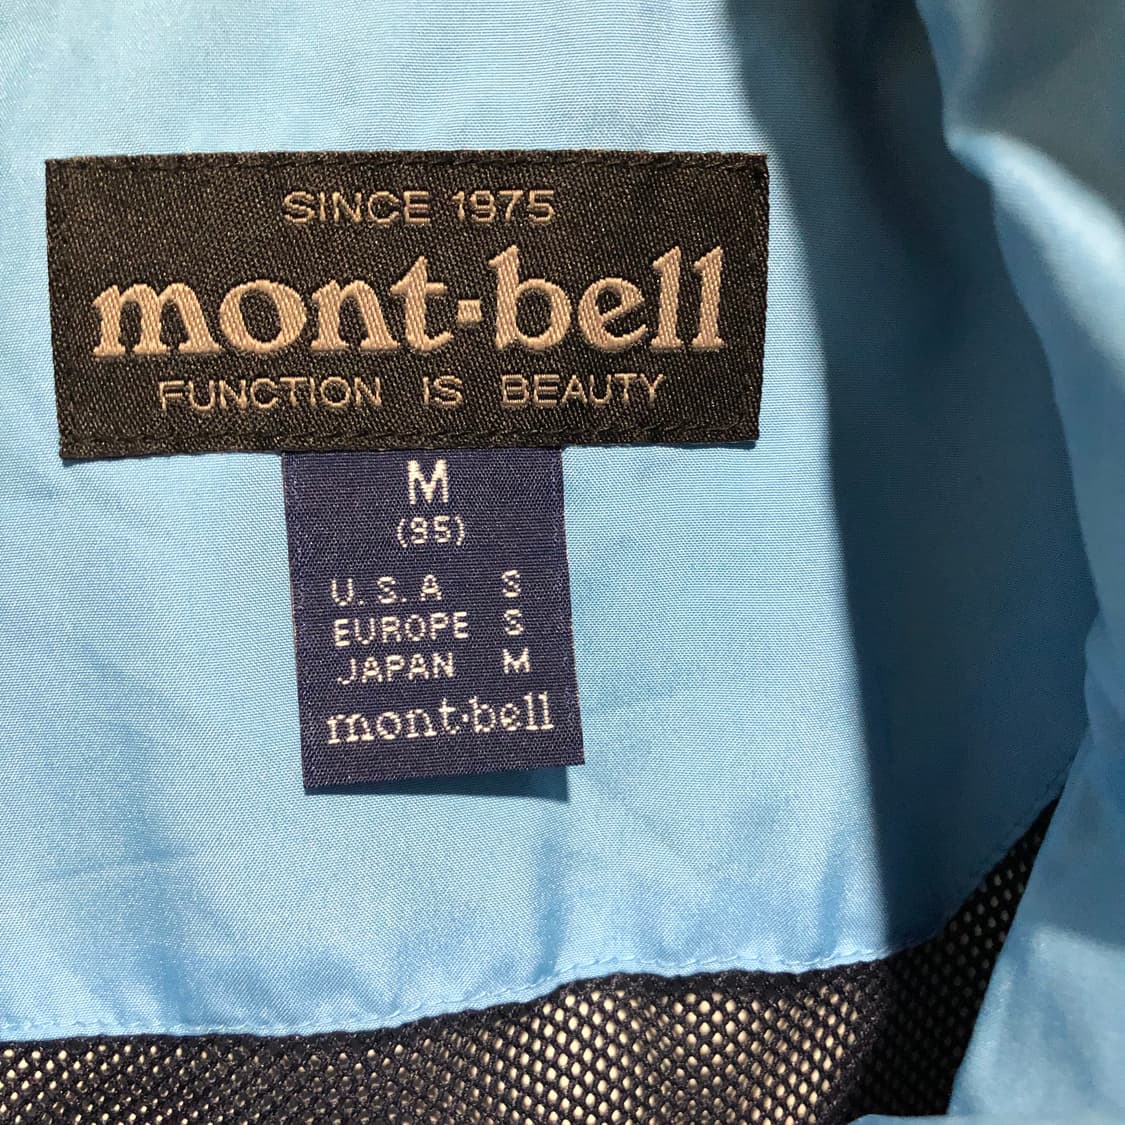 SINCE 1975
mont-bell
FUNCTION IS BEAUTY
M
(95)
U.S.A S
EUROPE S
JAPAN M
mont-bell